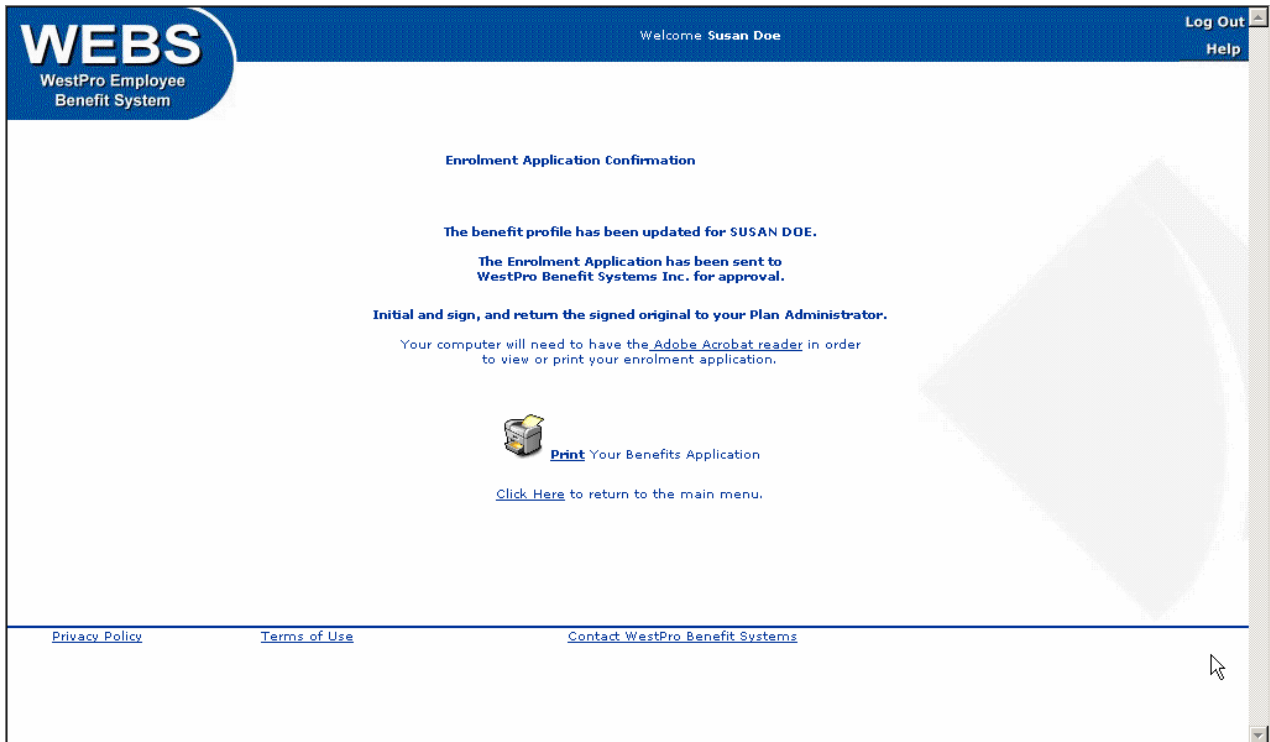 WEBS
WestPro Employee
Benefit System
Welcome Susan Doe
Log Out
Help
Enrolment Application Confirmation
The benefit profile has been updated for SUSAN DOE.
The Enrolment Application has been sent to
WestPro Benefit Systems Inc. for approval.
Initial and sign, and return the signed original to your Plan Administrator.
Your computer will need to have the Adobe Acrobat reader in order
to view or print your enrolment application.
Print Your Benefits Application
Click Here to return to the main menu.
Privacy Policy Terms of Use Contact WestPro Benefit Systems